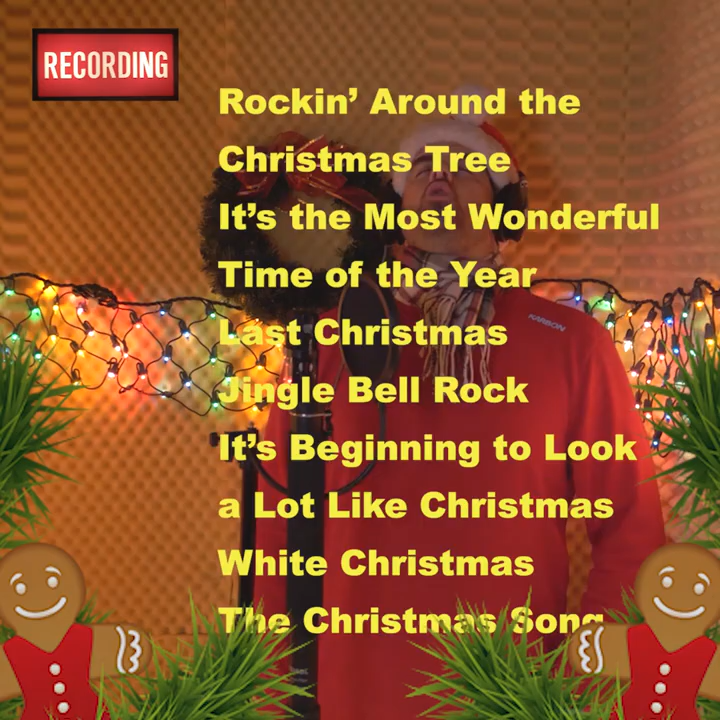 RECORDING
Rockin’ Around the
Christmas Tree
It’s the Most Wonderful
Time of the Year
Last Christmas
KARBON
Jingle Bell Rock
It’s Beginning to Look
a Lot Like Christmas
White Christmas
The Christmas Song